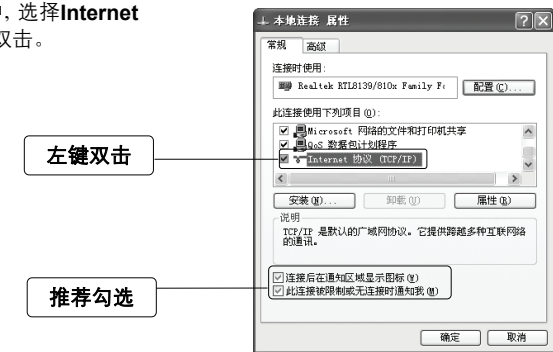 ，选择Internet
双击。
本地连接 属性
常规 高级
连接时使用:
Realtek RTL8139/810x Family F
配置(C)...
此连接使用下列项目(O):
Microsoft 网络的文件和打印机共享
QoS 数据包计划程序
Internet 协议 (TCP/IP)
安装(N)... 卸载(U) 属性(R)
说明
TCP/IP 是默认的广域网协议。它提供跨越多种互联网络
的通讯。
连接后在通知区域显示图标(W)
此连接被限制或无连接时通知我(M)
确定 取消
左键双击
推荐勾选